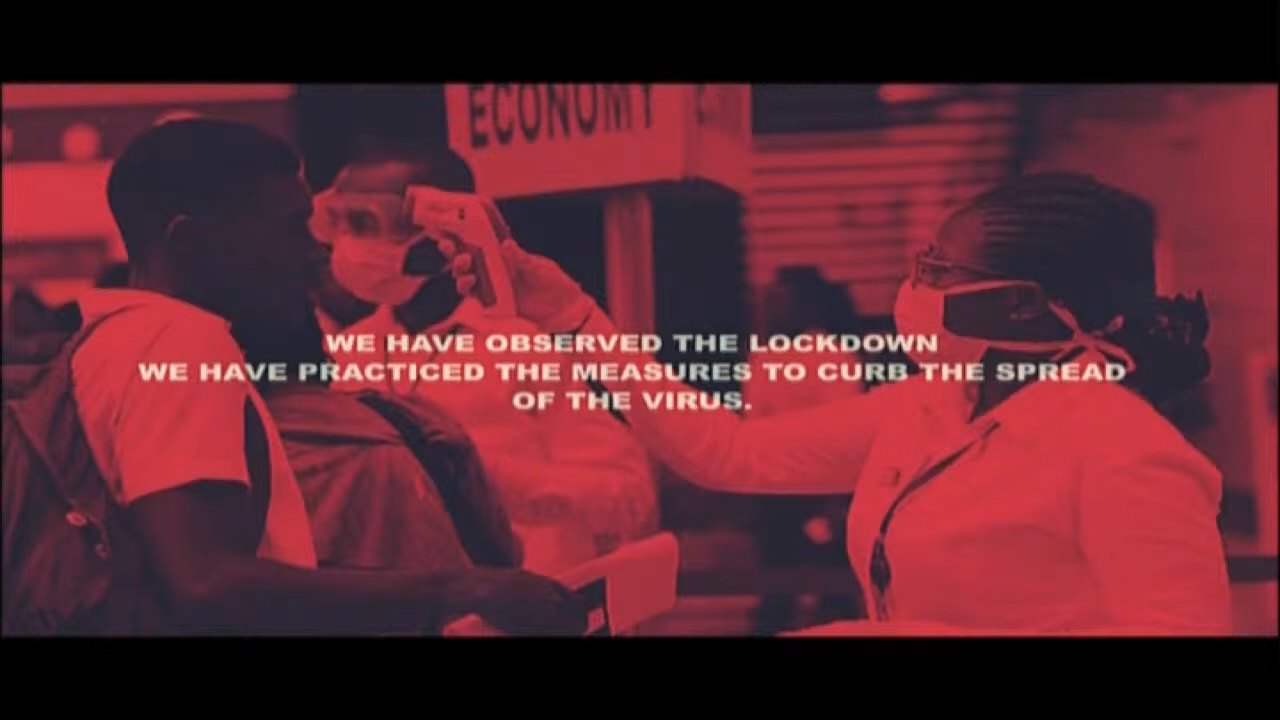 ECONOMY
WE HAVE OBSERVED THE LOCKDOWN
WE HAVE PRACTICED THE MEASURES TO CURB THE SPREAD
OF THE VIRUS.